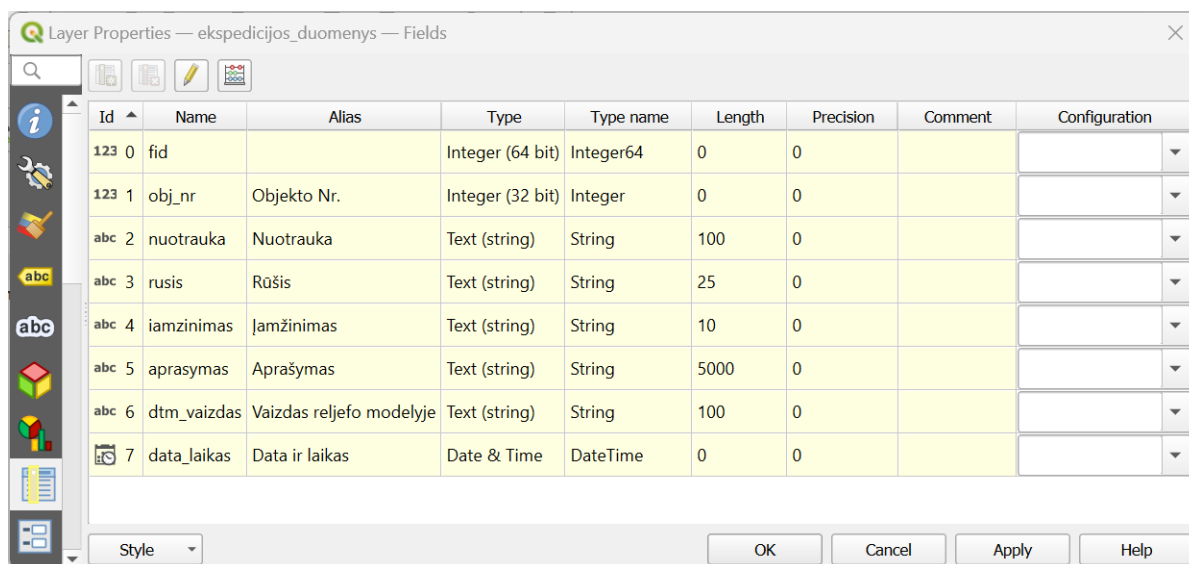 Layer Properties — ekspedicijos_duomenys — Fields
Id Name Alias Type Type name Length Precision Comment Configuration
123 0 fid Integer (64 bit) Integer64 0 0
123 1 obj_nr Objekto Nr. Integer (32 bit) Integer 0 0
abc 2 nuotrauka Nuotrauka Text (string) String 100 0
abc 3 rusis Rūšis Text (string) String 25 0
abc 4 iamzinimas Įamžinimas Text (string) String 10 0
abc 5 aprasymas Aprašymas Text (string) String 5000 0
abc 6 dtm_vaizdas Vaizdas reljefo modelyje Text (string) String 100 0
7 data_laikas Data ir laikas Date & Time DateTime 0 0
i
abc
abc
Style OK Cancel Apply Help